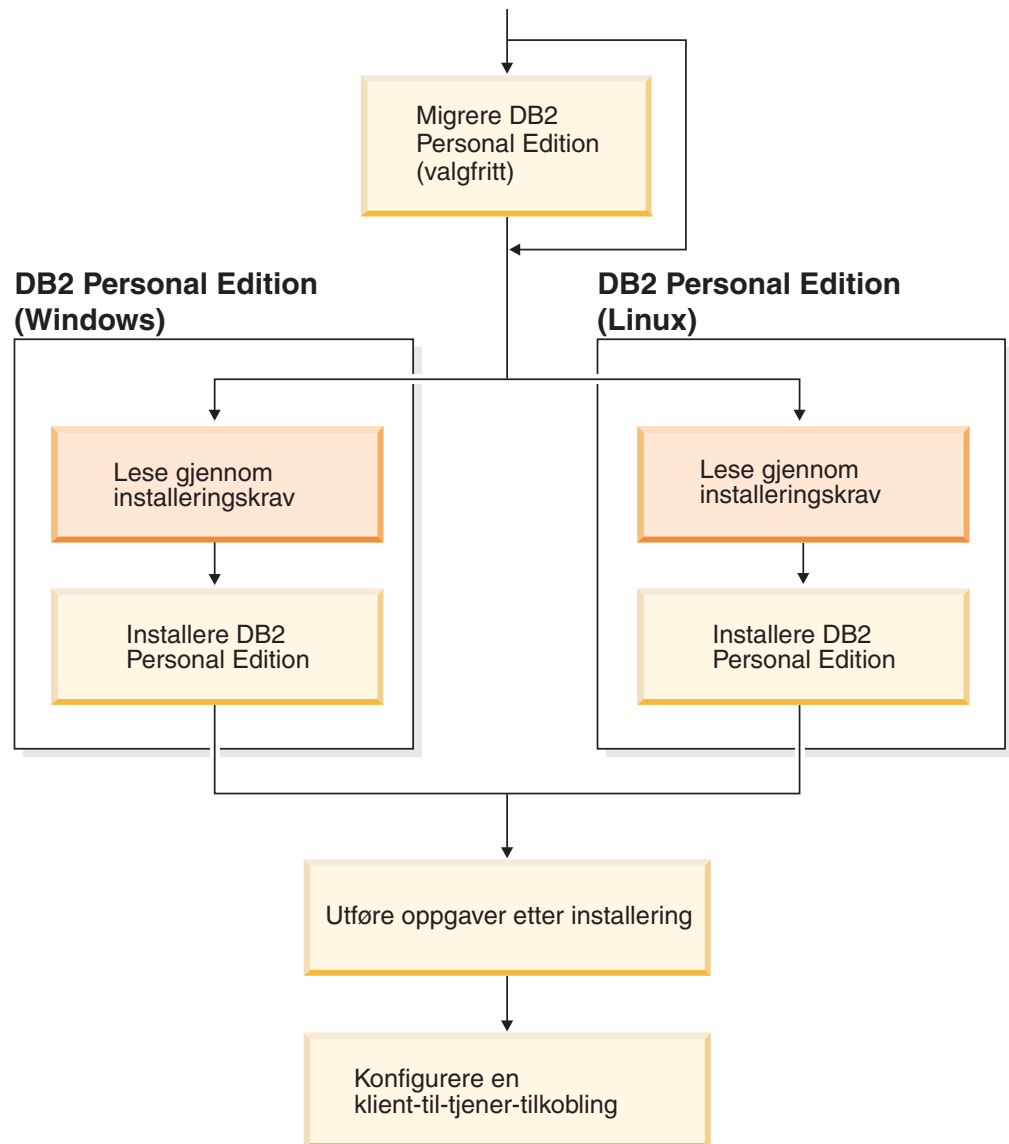 Migrere DB2
Personal Edition
(valgfritt)
DB2 Personal Edition
(Windows)
DB2 Personal Edition
(Linux)
Lese gjennom
installeringskrav
Lese gjennom
installeringskrav
Installere DB2
Personal Edition
Installere DB2
Personal Edition
Utføre oppgaver etter installering
Konfigurere en
klient-til-tjener-tilkobling